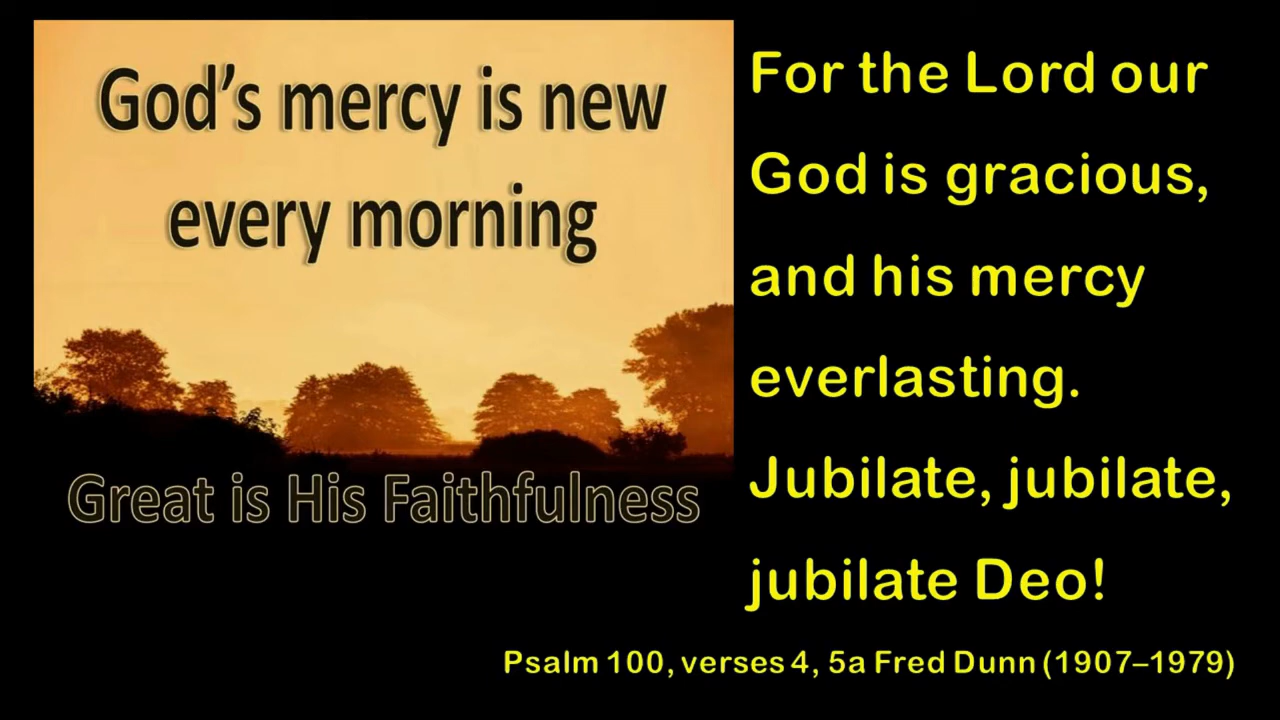 God’s mercy is new
every morning
Great is His Faithfulness
For the Lord our
God is gracious,
and his mercy
everlasting.
Jubilate, jubilate,
jubilate Deo!
Psalm 100, verses 4, 5a Fred Dunn (1907–1979)